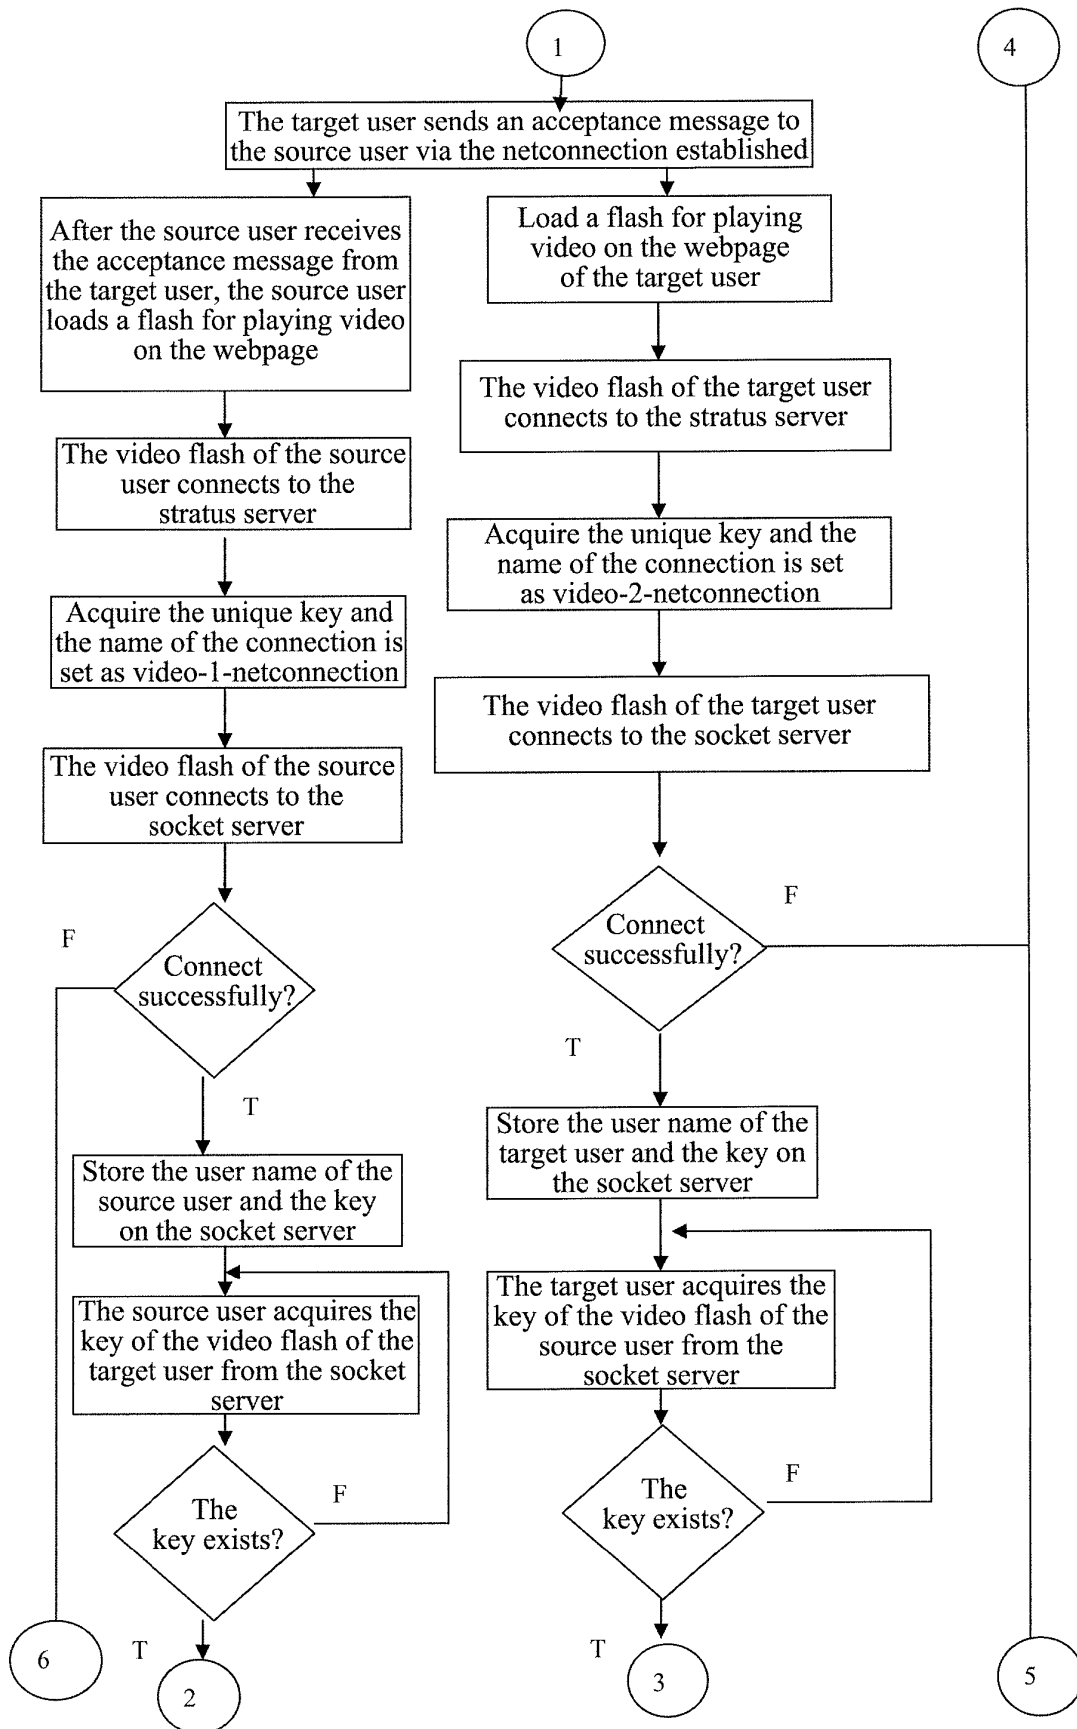 1
4
The target user sends an acceptance message to
the source user via the netconnection established
After the source user receives
the acceptance message from
the target user, the source user
loads a flash for playing video
on the webpage
Load a flash for playing
video on the webpage
of the target user
The video flash of the target user
connects to the stratus server
The video flash of the source
user connects to the
stratus server
Acquire the unique key and the
name of the connection is set
as video-2-netconnection
Acquire the unique key and
the name of the connection is
set as video-1-netconnection
The video flash of the target user
connects to the socket server
The video flash of the source
user connects to the
socket server
F
Connect
successfully?
F
Connect
successfully?
T
T
Store the user name of the
target user and the key on
the socket server
Store the user name of the
source user and the key
on the socket server
The target user acquires the
key of the video flash of the
source user from the
socket server
The source user acquires the
key of the video flash of the
target user from the socket
server
F
The
key exists?
F
The
key exists?
T
T
6
2
3
5